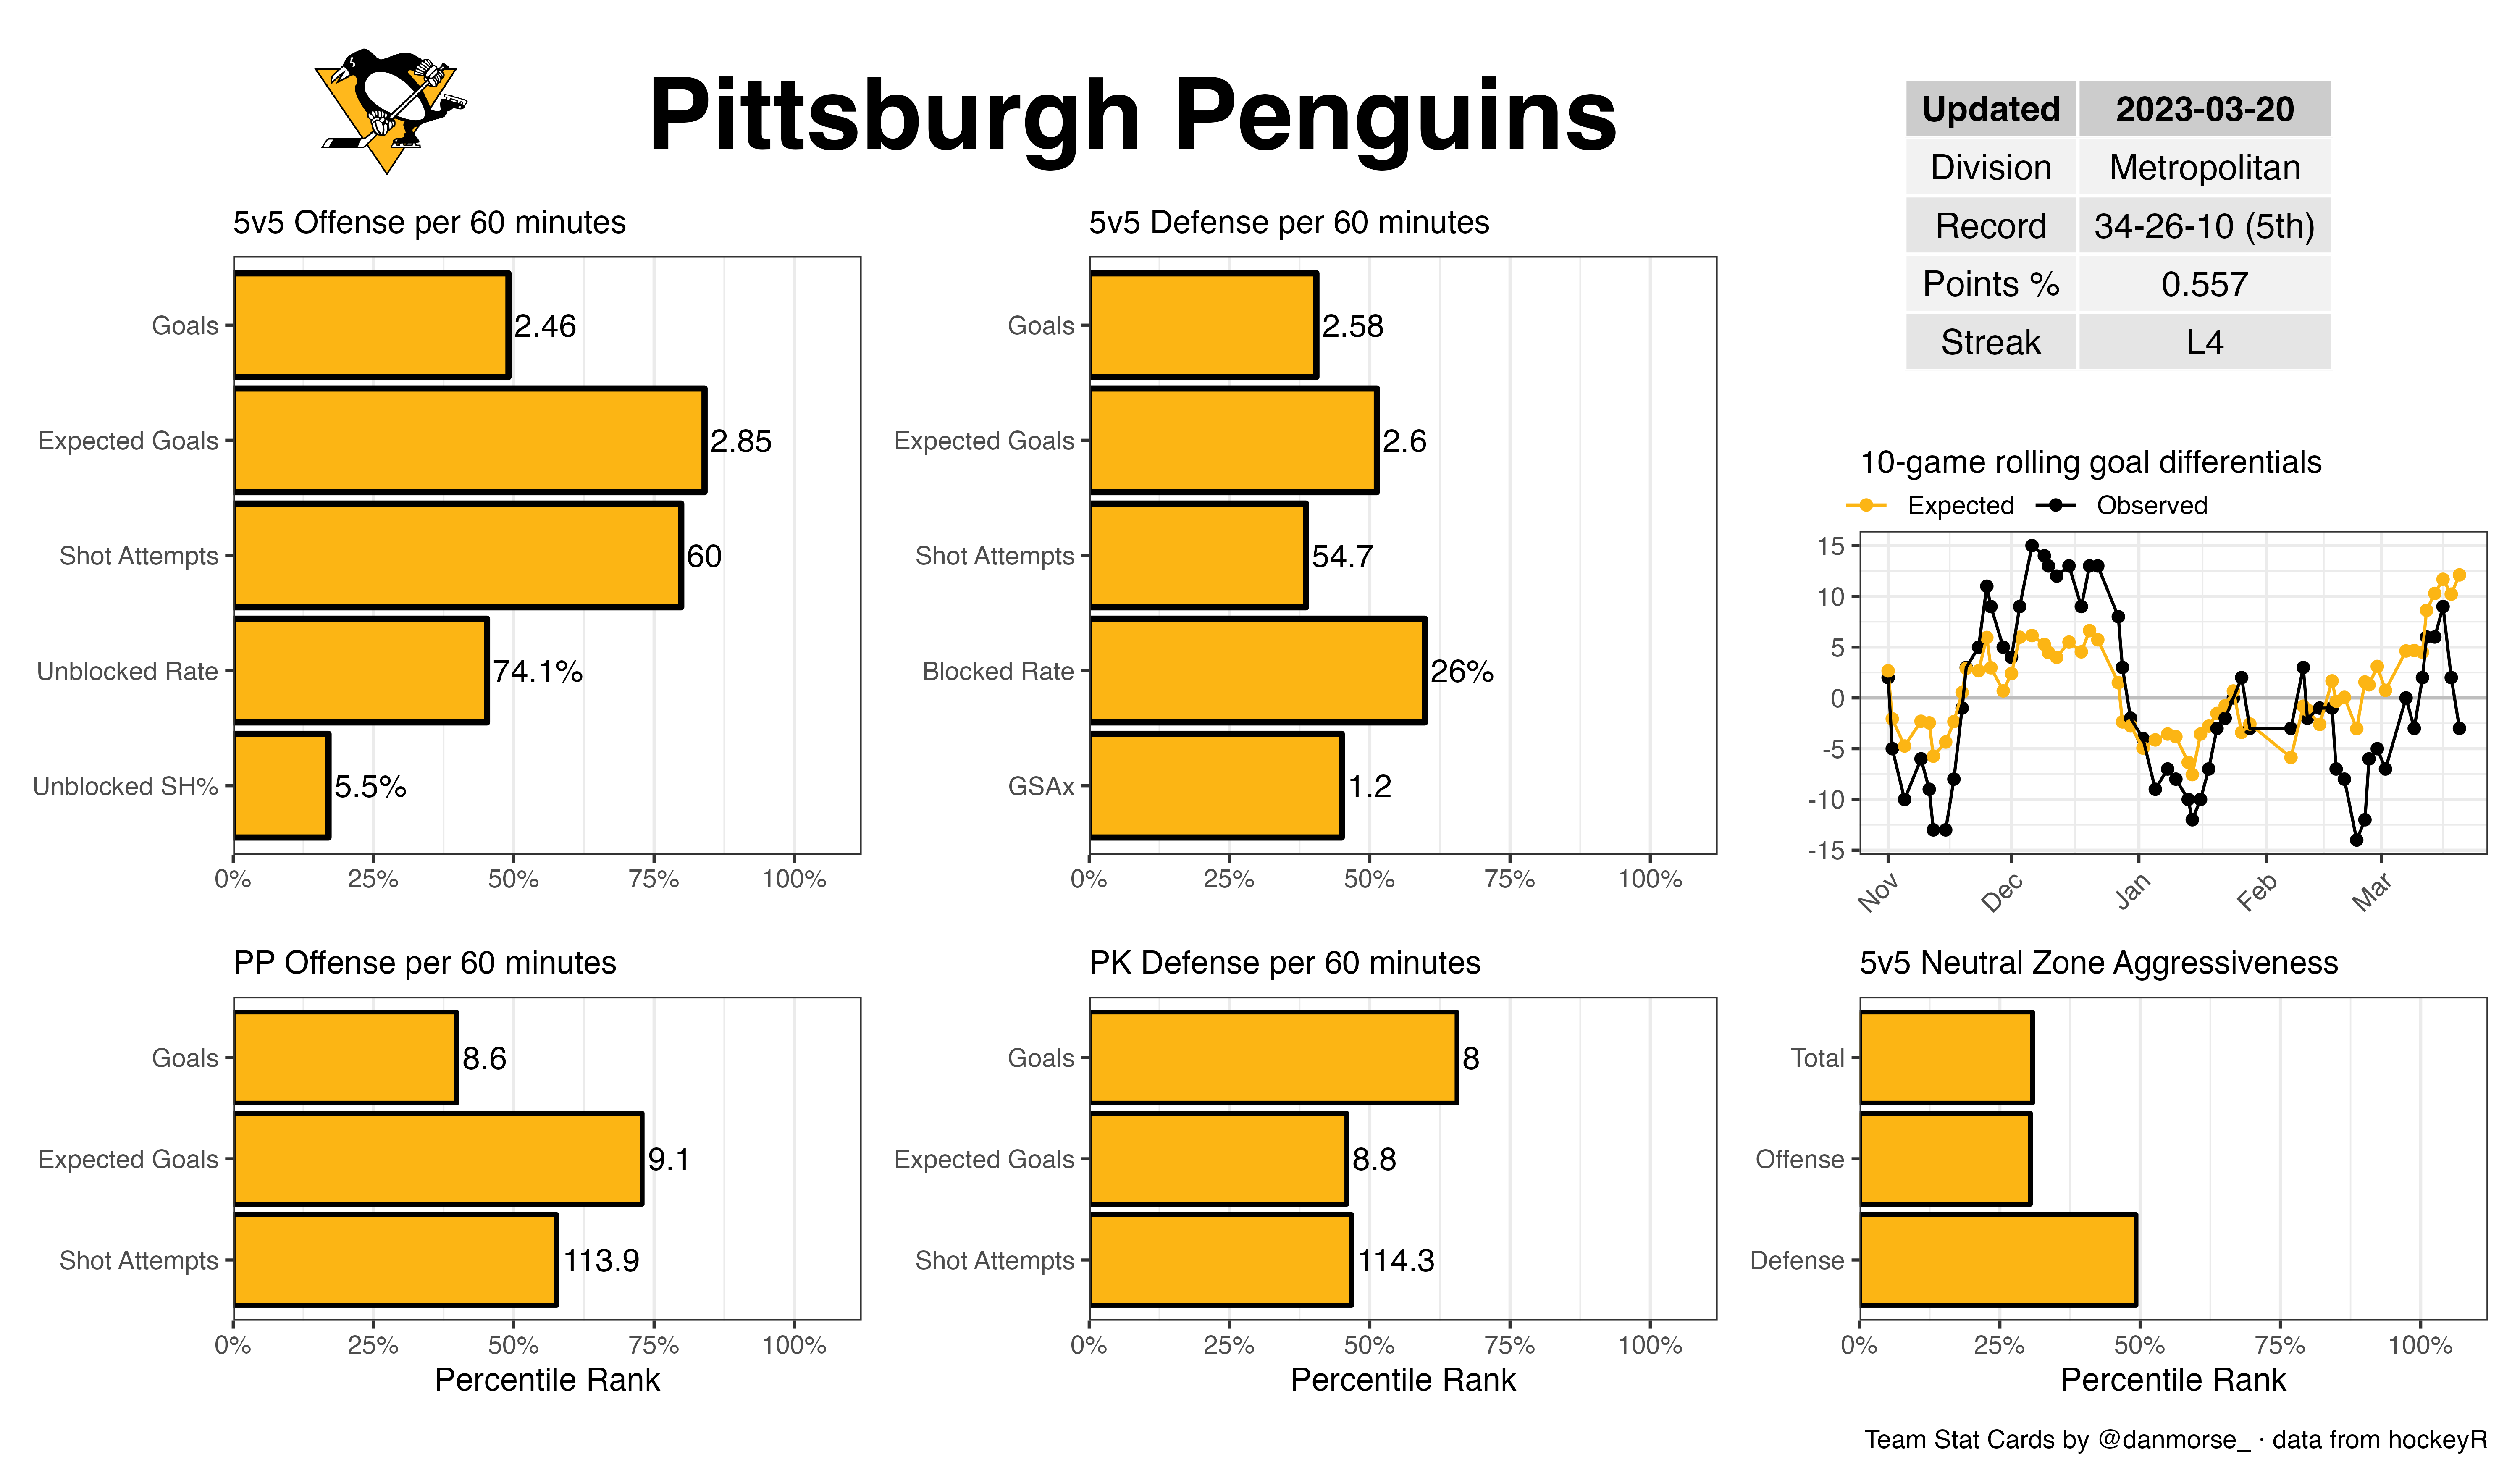 Pittsburgh Penguins
Updated 2023-03-20
Division Metropolitan
Record 34-26-10 (5th)
Points % 0.557
Streak L4
5v5 Offense per 60 minutes
Goals 2.46
Expected Goals 2.85
Shot Attempts 60
Unblocked Rate 74.1%
Unblocked SH% 5.5%
0% 25% 50% 75% 100%
5v5 Defense per 60 minutes
Goals 2.58
Expected Goals 2.6
Shot Attempts 54.7
Blocked Rate 26%
GSAx 1.2
0% 25% 50% 75% 100%
10-game rolling goal differentials
Expected Observed
15
10
5
0
-5
-10
-15
Nov Dec Jan Feb Mar
PP Offense per 60 minutes
Goals 8.6
Expected Goals 9.1
Shot Attempts 113.9
0% 25% 50% 75% 100%
Percentile Rank
PK Defense per 60 minutes
Goals 8
Expected Goals 8.8
Shot Attempts 114.3
0% 25% 50% 75% 100%
Percentile Rank
5v5 Neutral Zone Aggressiveness
Total
Offense
Defense
0% 25% 50% 75% 100%
Percentile Rank
Team Stat Cards by @danmorse_ · data from hockeyR